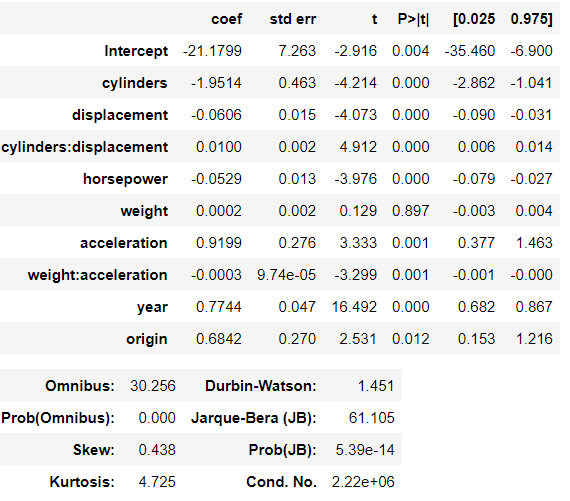 coef std err t P>|t| [0.025 0.975]
Intercept -21.1799 7.263 -2.916 0.004 -35.460 -6.900
cylinders -1.9514 0.463 -4.214 0.000 -2.862 -1.041
displacement -0.0606 0.015 -4.073 0.000 -0.090 -0.031
cylinders:displacement 0.0100 0.002 4.912 0.000 0.006 0.014
horsepower -0.0529 0.013 -3.976 0.000 -0.079 -0.027
weight 0.0002 0.002 0.129 0.897 -0.003 0.004
acceleration 0.9199 0.276 3.333 0.001 0.377 1.463
weight:acceleration -0.0003 9.74e-05 -3.299 0.001 -0.001 -0.000
year 0.7744 0.047 16.492 0.000 0.682 0.867
origin 0.6842 0.270 2.531 0.012 0.153 1.216
Omnibus: 30.256 Durbin-Watson: 1.451
Prob(Omnibus): 0.000 Jarque-Bera (JB): 61.105
Skew: 0.438 Prob(JB): 5.39e-14
Kurtosis: 4.725 Cond. No. 2.22e+06